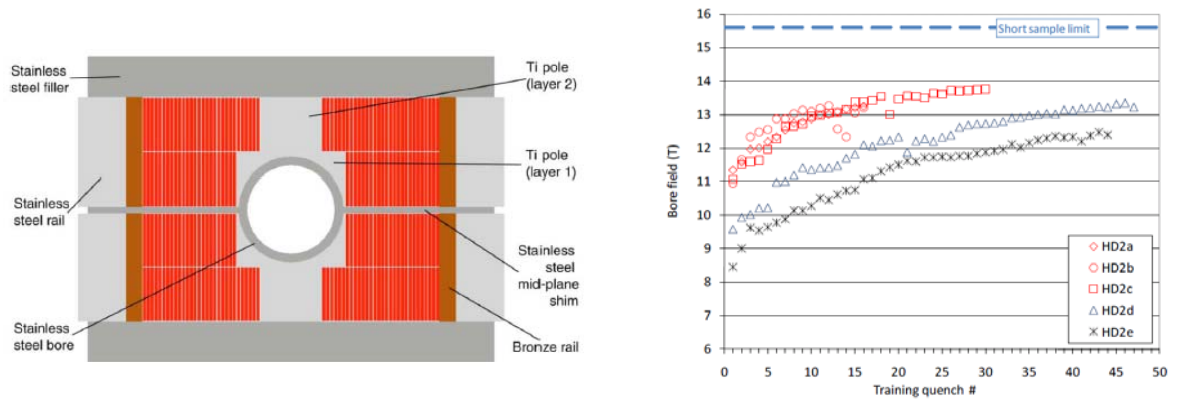 Stainless
steel filler
Ti pole
(layer 2)
Ti pole
(layer 1)
Stainless
steel rail
Stainless
steel
mid-plane
shim
Stainless
steel bore
Bronze rail
16
15
14
13
12
11
10
9
8
7
6
Bore field (T)
Short sample limit
HD2a
HD2b
HD2c
HD2d
HD2e
0 5 10 15 20 25 30 35 40 45 50
Training quench #